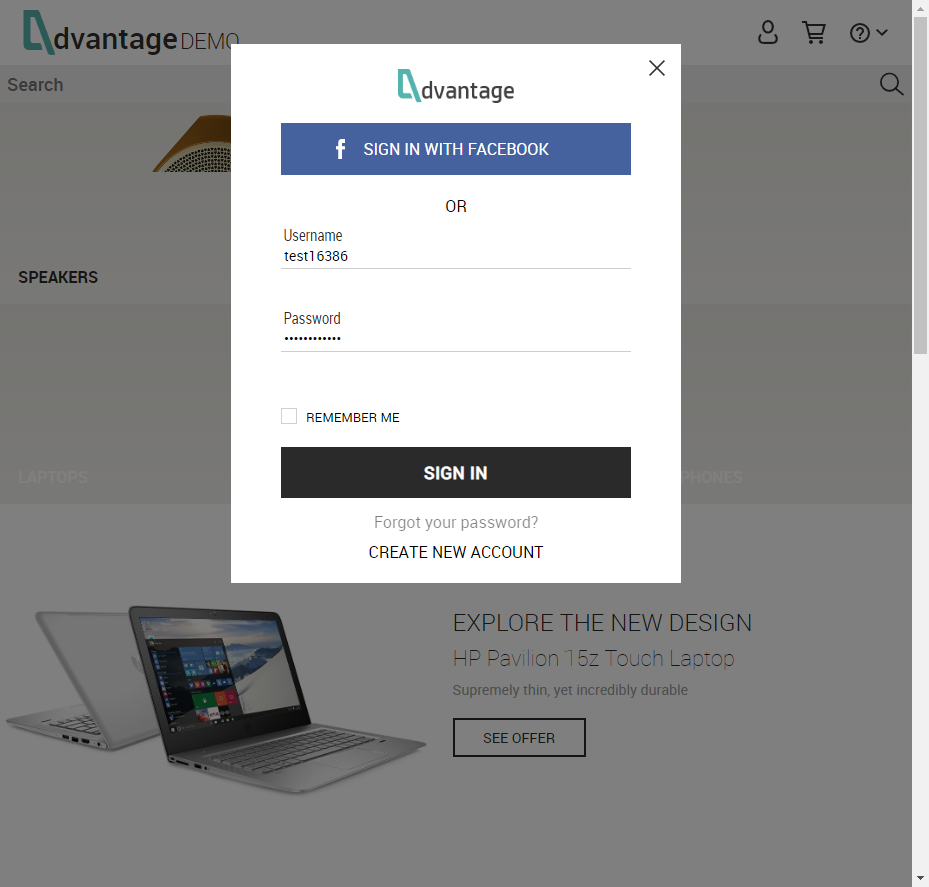 dvantage DEMO
Search
dvantage
SIGN IN WITH FACEBOOK
OR
Username
test16386
SPEAKERS
Password
••••••••••••
REMEMBER ME
SIGN IN
LAPTOPS
PHONES
Forgot your password?
CREATE NEW ACCOUNT
EXPLORE THE NEW DESIGN
HP Pavilion 15z Touch Laptop
Supremely thin, yet incredibly durable
SEE OFFER